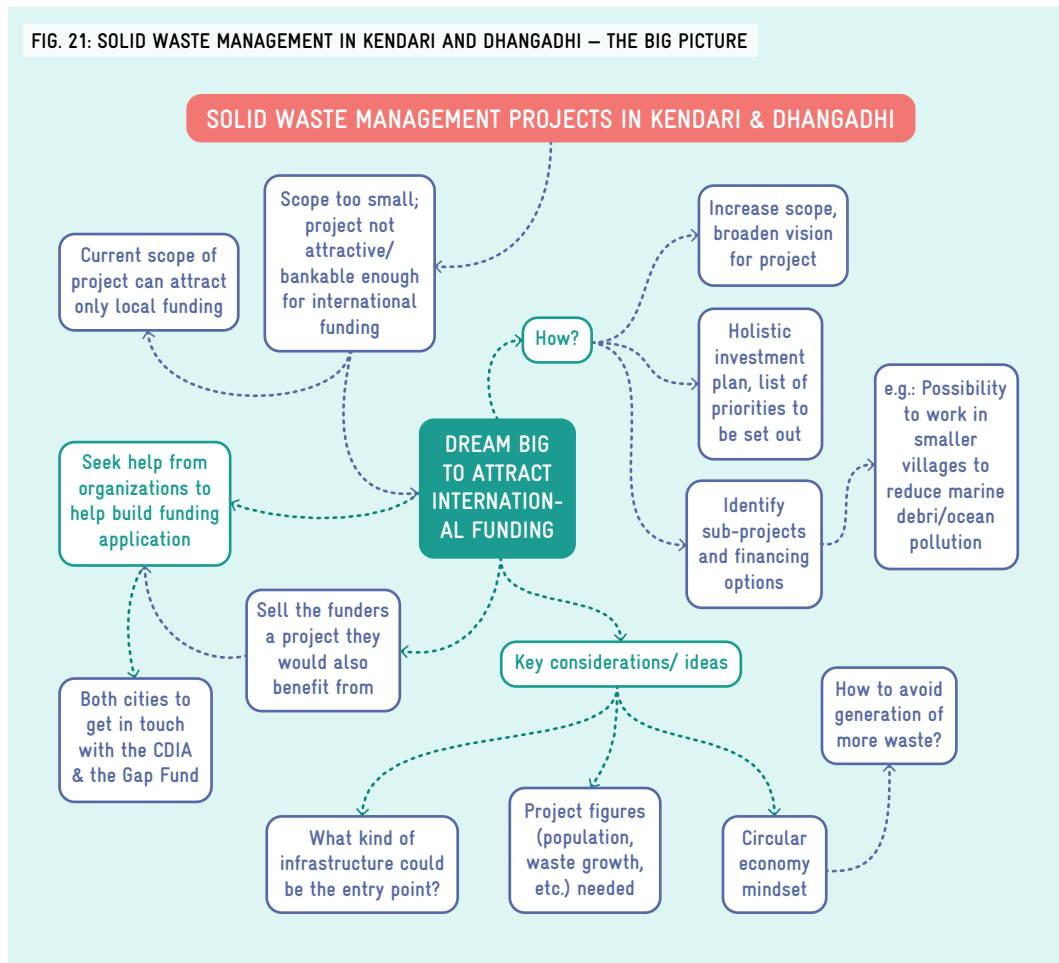 FIG. 21: SOLID WASTE MANAGEMENT IN KENDARI AND DHANGADHI – THE BIG PICTURE
SOLID WASTE MANAGEMENT PROJECTS IN KENDARI & DHANGADHI
Scope too small;
project not
attractive/
bankable enough
for international
funding
Current scope of
project can attract
only local funding
DREAM BIG
TO ATTRACT
INTERNATION-
AL FUNDING
How?
Increase scope,
broaden vision
for project
Holistic
investment
plan, list of
priorities to
be set out
Identify
sub-projects
and financing
options
e.g.: Possibility
to work in
smaller
villages to
reduce marine
debri/ocean
pollution
Seek help from
organizations to
help build funding
application
Sell the funders
a project they
would also
benefit from
Both cities to
get in touch
with the CDIA
& the Gap Fund
Key considerations/ ideas
What kind of
infrastructure could
be the entry point?
Project figures
(population,
waste growth,
etc.) needed
Circular
economy
mindset
How to avoid
generation of
more waste?